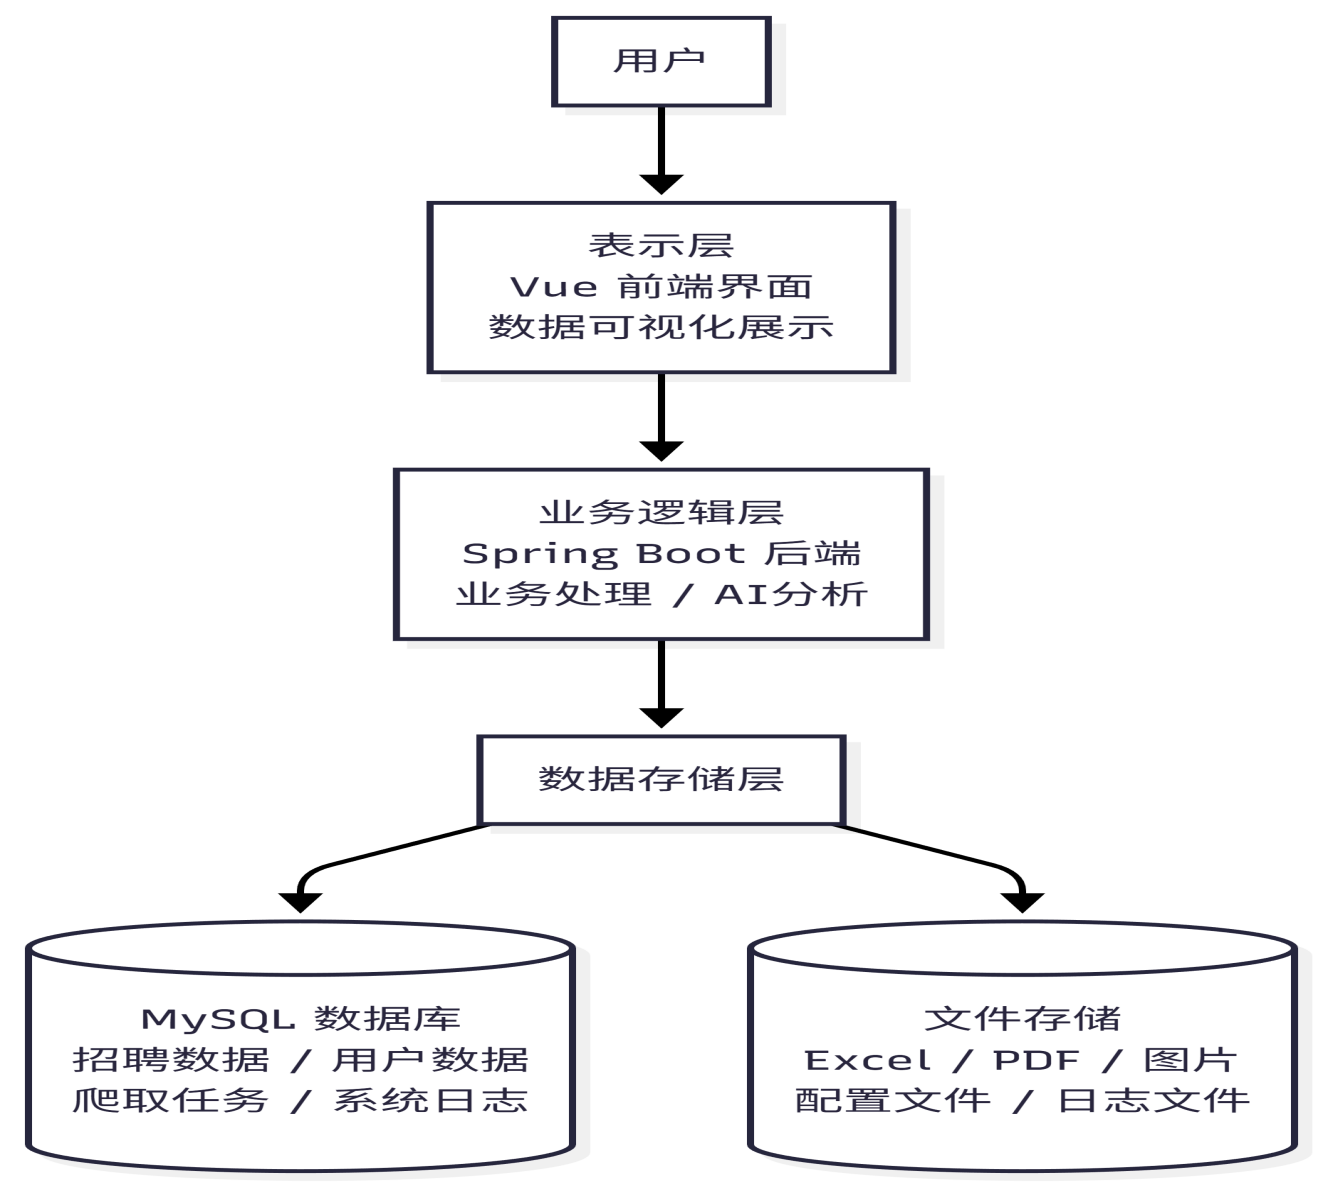 用户
表示层
Vue 前端界面
数据可视化展示
业务逻辑层
Spring Boot 后端
业务处理 / AI分析
数据存储层
MySQL 数据库
招聘数据 / 用户数据
爬取任务 / 系统日志
文件存储
Excel / PDF / 图片
配置文件 / 日志文件